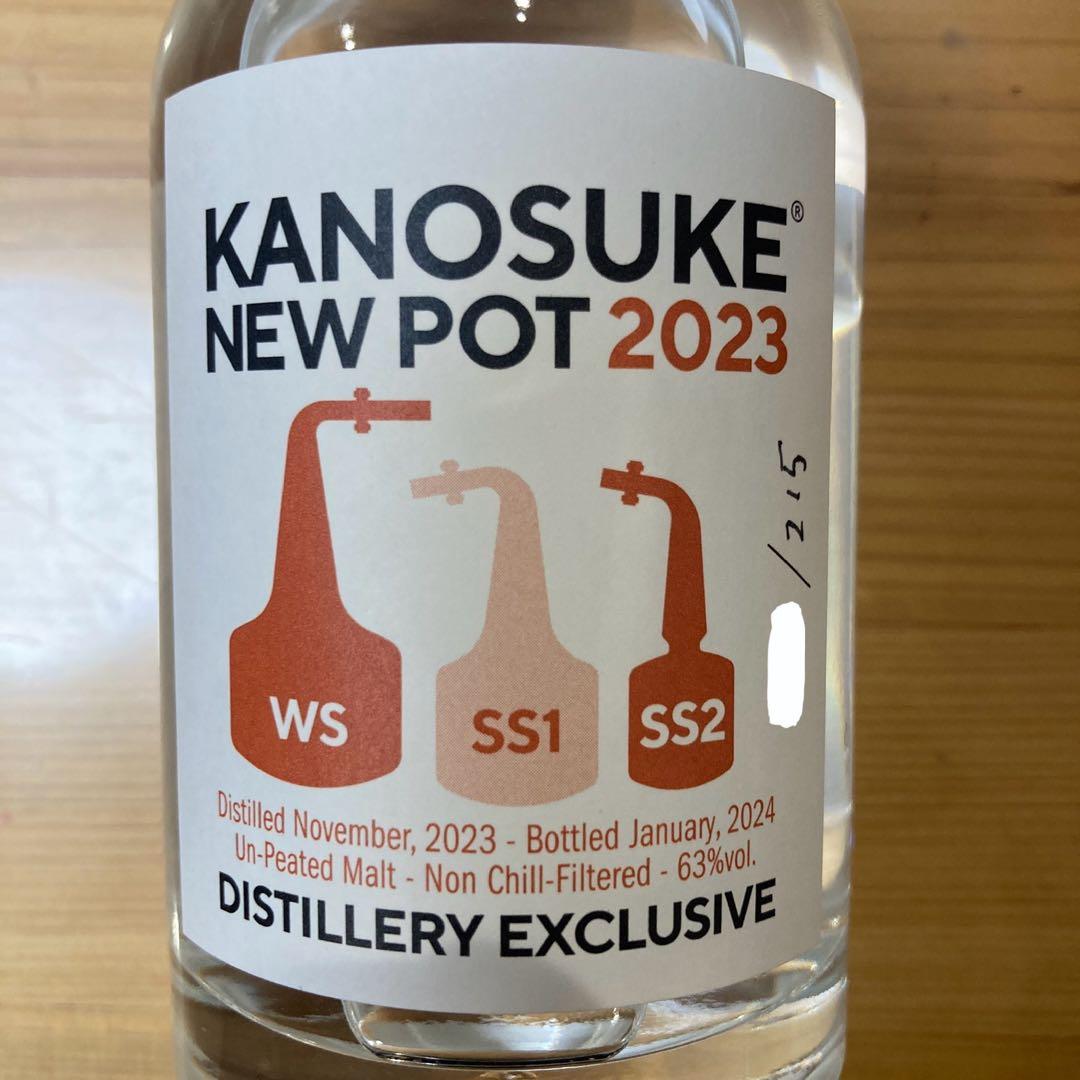 KANOSUKE®
NEW POT 2023
WS
SS1
SS2
/215
Distilled November, 2023 - Bottled January, 2024
Un-Peated Malt - Non Chill-Filtered - 63%vol.
DISTILLERY EXCLUSIVE